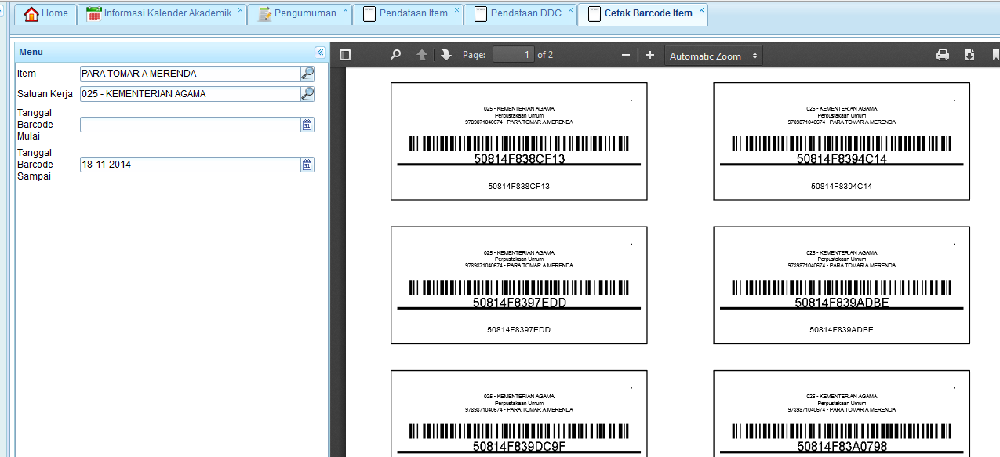 Home
Informasi Kalender Akademik
Pengumuman
Pendataan Item
Pendataan DDC
Cetak Barcode Item
Menu
Item
PARA TOMAR A MERENDA
Satuan Kerja
025 - KEMENTERIAN AGAMA
Tanggal
Barcode
Mulai
Tanggal
Barcode
Sampai
18-11-2014
Page:
1
of 2
Automatic Zoom
025 - KEMENTERIAN AGAMA
Perpustakaan Umum
9789871040674 - PARA TOMAR A MERENDA
50814F838CF13
50814F838CF13
025 - KEMENTERIAN AGAMA
Perpustakaan Umum
9789871040674 - PARA TOMAR A MERENDA
50814F8394C14
50814F8394C14
025 - KEMENTERIAN AGAMA
Perpustakaan Umum
9789871040674 - PARA TOMAR A MERENDA
50814F8397EDD
50814F8397EDD
025 - KEMENTERIAN AGAMA
Perpustakaan Umum
9789871040674 - PARA TOMAR A MERENDA
50814F839ADBE
50814F839ADBE
025 - KEMENTERIAN AGAMA
Perpustakaan Umum
9789871040674 - PARA TOMAR A MERENDA
50814F839DC9F
025 - KEMENTERIAN AGAMA
Perpustakaan Umum
9789871040674 - PARA TOMAR A MERENDA
50814F83A0798